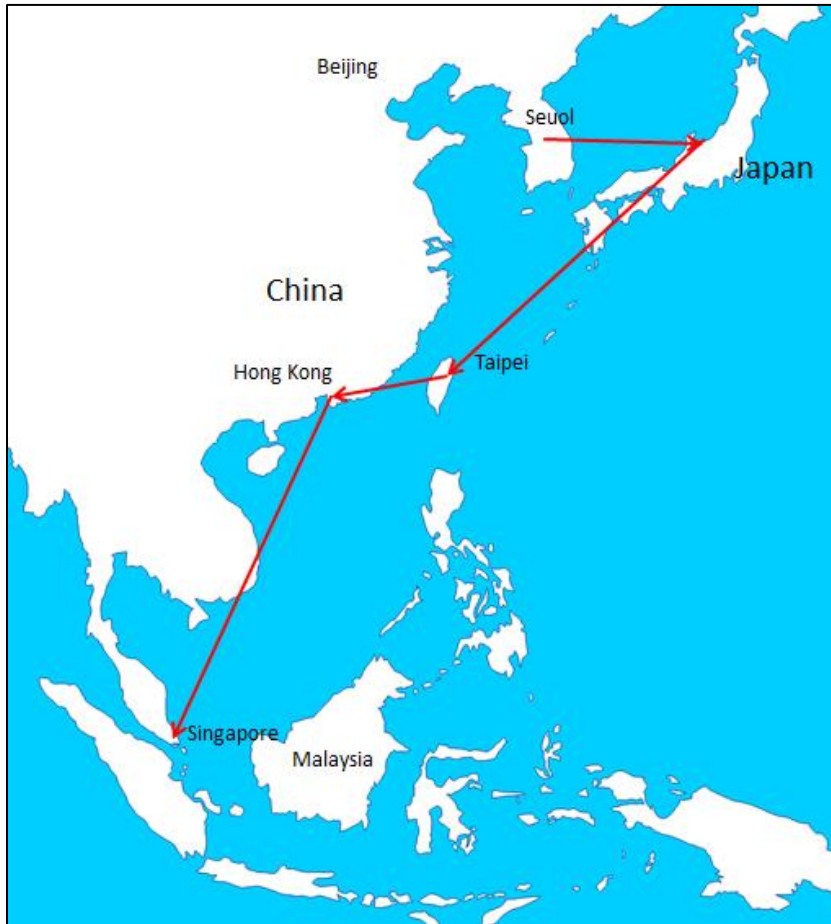 Beijing
Seuol
Japan
China
Taipei
Hong Kong
Singapore
Malaysia